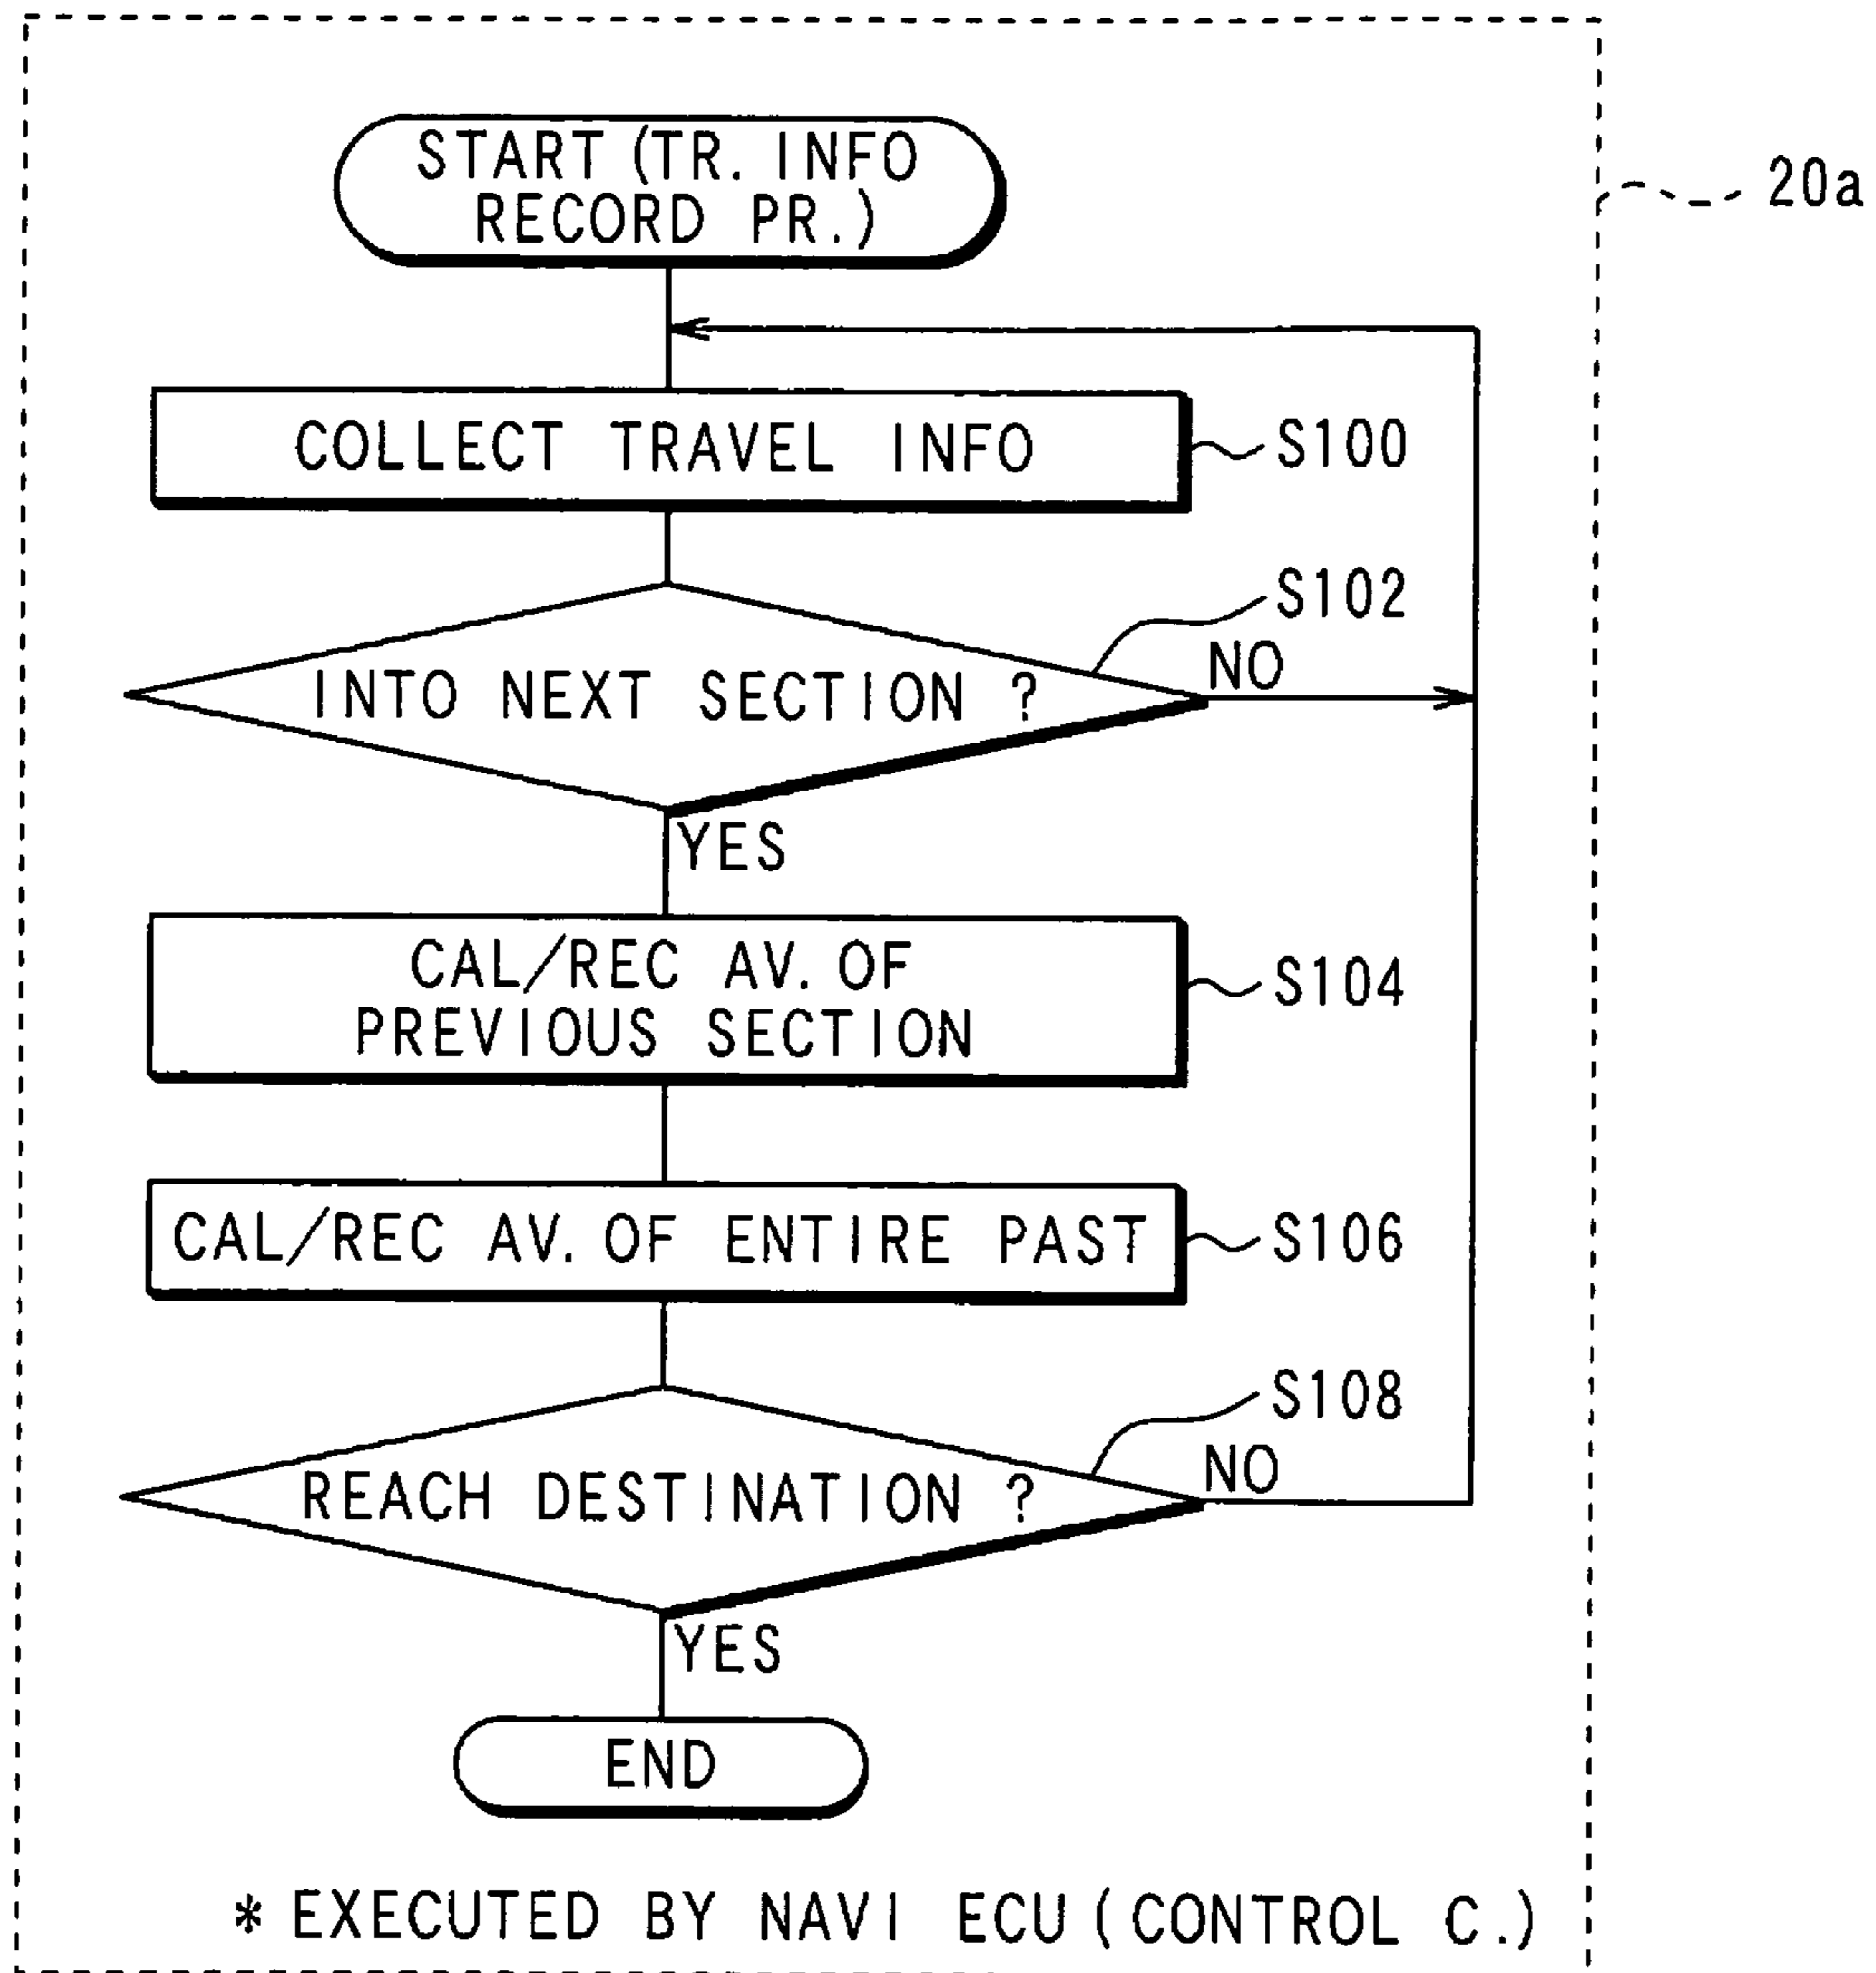 START (TR. INFO
RECORD PR.)
20a
COLLECT TRAVEL INFO
S100
S102
INTO NEXT SECTION ?
NO
YES
CAL/REC AV. OF
PREVIOUS SECTION
S104
CAL/REC AV. OF ENTIRE PAST
S106
S108
REACH DESTINATION ?
NO
YES
END
* EXECUTED BY NAVI ECU (CONTROL C.)